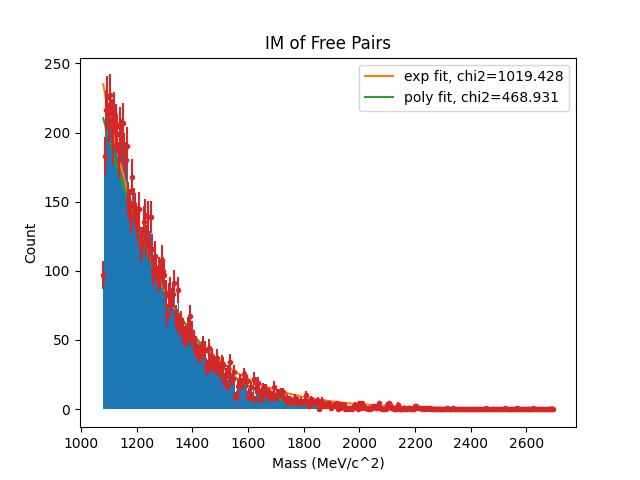 IM of Free Pairs
250
200
150
100
50
0
Count
exp fit, chi2=1019.428
poly fit, chi2=468.931
1000 1200 1400 1600 1800 2000 2200 2400 2600
Mass (MeV/c^2)